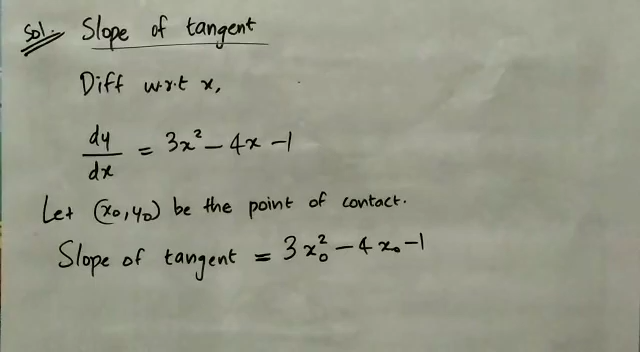 Sol. Slope of tangent
Diff w.r.t x,
dy/dx = 3x² - 4x - 1
Let (x₀, y₀) be the point of contact.
Slope of tangent = 3x₀² - 4x₀ - 1